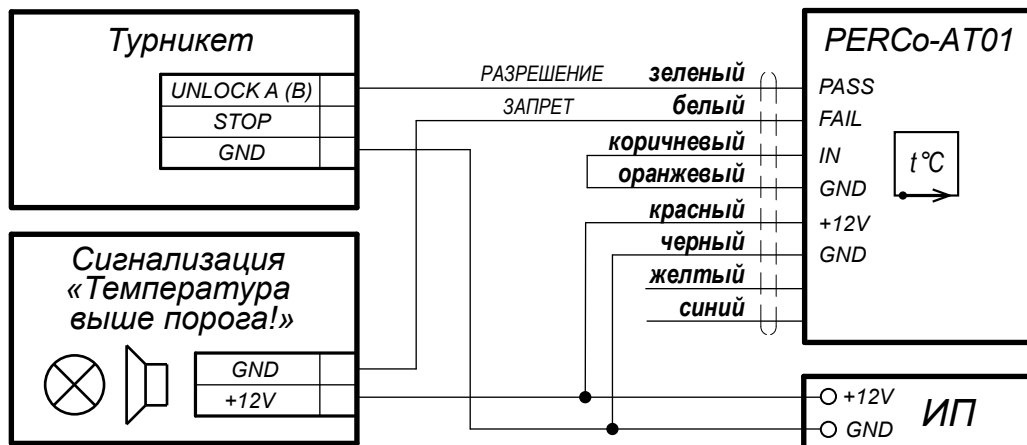 Турникет
UNLOCK A (B)
STOP
GND
РАЗРЕШЕНИЕ
ЗАПРЕТ
зеленый
белый
коричневый
оранжевый
красный
черный
желтый
синий
PERCo-AT01
PASS
FAIL
IN
GND
+12V
GND
t°C
Сигнализация
«Температура
выше порога!»
GND
+12V
+12V
GND
ИП